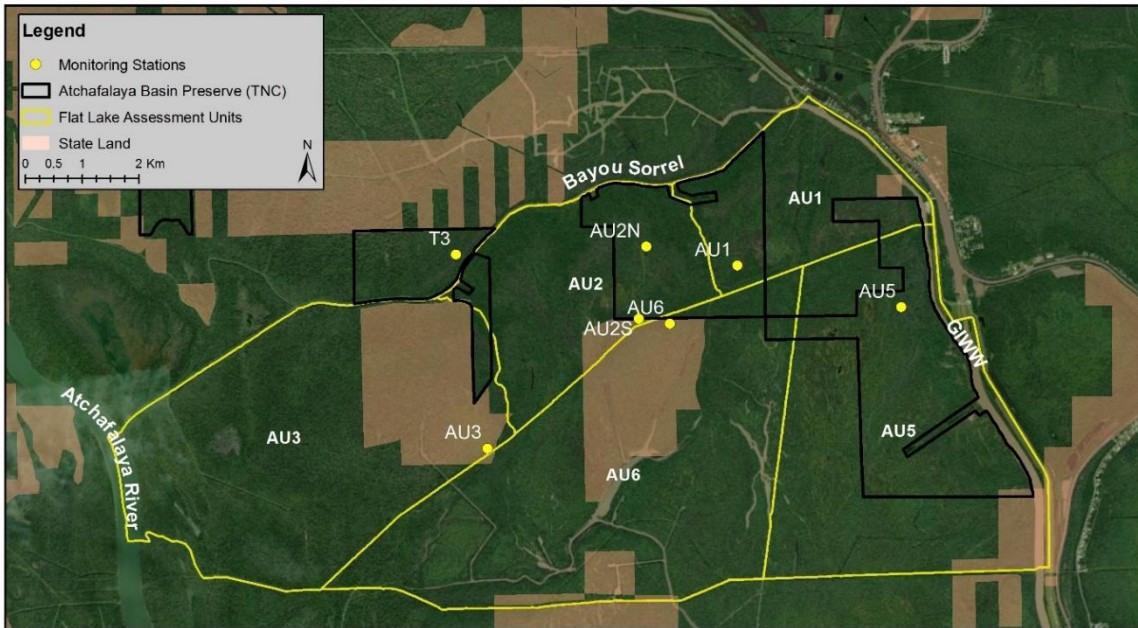 Legend
Monitoring Stations
Atchafalaya Basin Preserve (TNC)
Flat Lake Assessment Units
State Land
0 0.5 1 2 Km
N
Bayou Sorrel
AU1
T3
AU2N
AU1
AU2
AU5
AU6
AU2S
GIWW
Atchafalaya River
AU3
AU3
AU5
AU6